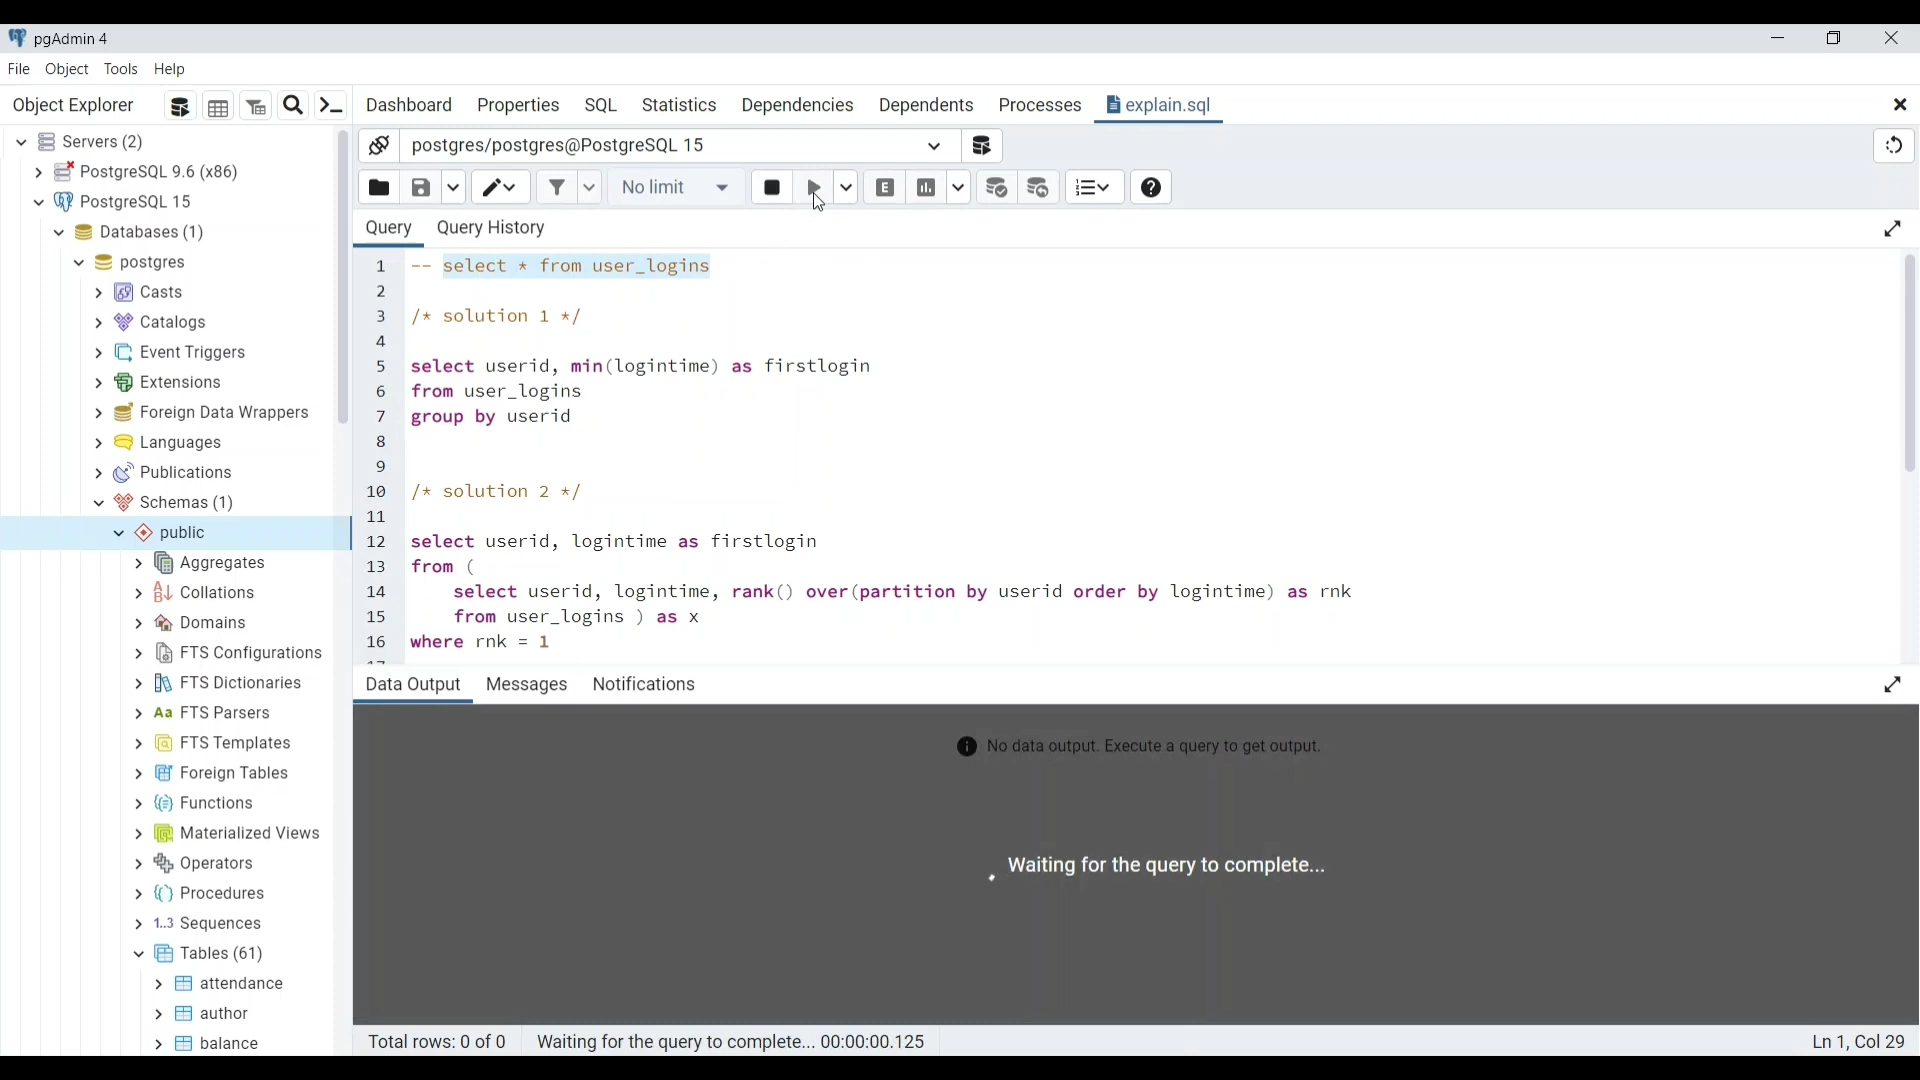 pgAdmin 4
File Object Tools Help
Object Explorer
Dashboard Properties SQL Statistics Dependencies Dependents Processes explain.sql
Servers (2)
PostgreSQL 9.6 (x86)
PostgreSQL 15
Databases (1)
postgres
Casts
Catalogs
Event Triggers
Extensions
Foreign Data Wrappers
Languages
Publications
Schemas (1)
public
Aggregates
Collations
Domains
FTS Configurations
FTS Dictionaries
Aa FTS Parsers
FTS Templates
Foreign Tables
Functions
Materialized Views
Operators
Procedures
1..3 Sequences
Tables (61)
attendance
author
balance
postgres/postgres@PostgreSQL 15
No limit
E
Query Query History
1 -- select * from user_logins
2
3 /* solution 1 */
4
5 select userid, min(logintime) as firstlogin
6 from user_logins
7 group by userid
8
9
10 /* solution 2 */
11
12 select userid, logintime as firstlogin
13 from (
14 select userid, logintime, rank() over(partition by userid order by logintime) as rnk
15 from user_logins ) as x
16 where rnk = 1
Data Output Messages Notifications
No data output. Execute a query to get output.
Waiting for the query to complete...
Total rows: 0 of 0 Waiting for the query to complete... 00:00:00.125 Ln 1, Col 29